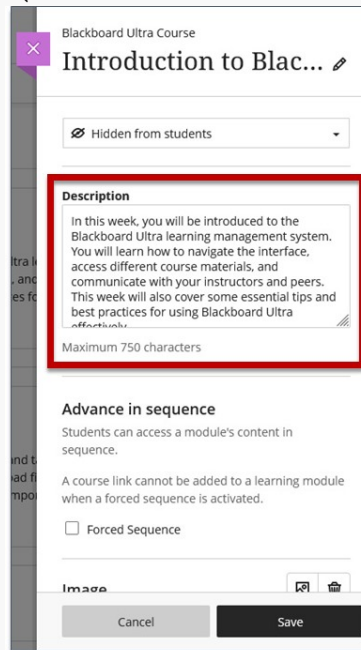 Blackboard Ultra Course
Introduction to Blac...
Hidden from students
Description
In this week, you will be introduced to the
Blackboard Ultra learning management system.
You will learn how to navigate the interface,
access different course materials, and
communicate with your instructors and peers.
This week will also cover some essential tips and
best practices for using Blackboard Ultra
effectively.
Maximum 750 characters
Advance in sequence
Students can access a module's content in
sequence.
A course link cannot be added to a learning module
when a forced sequence is activated.
Forced Sequence
Image
Cancel
Save